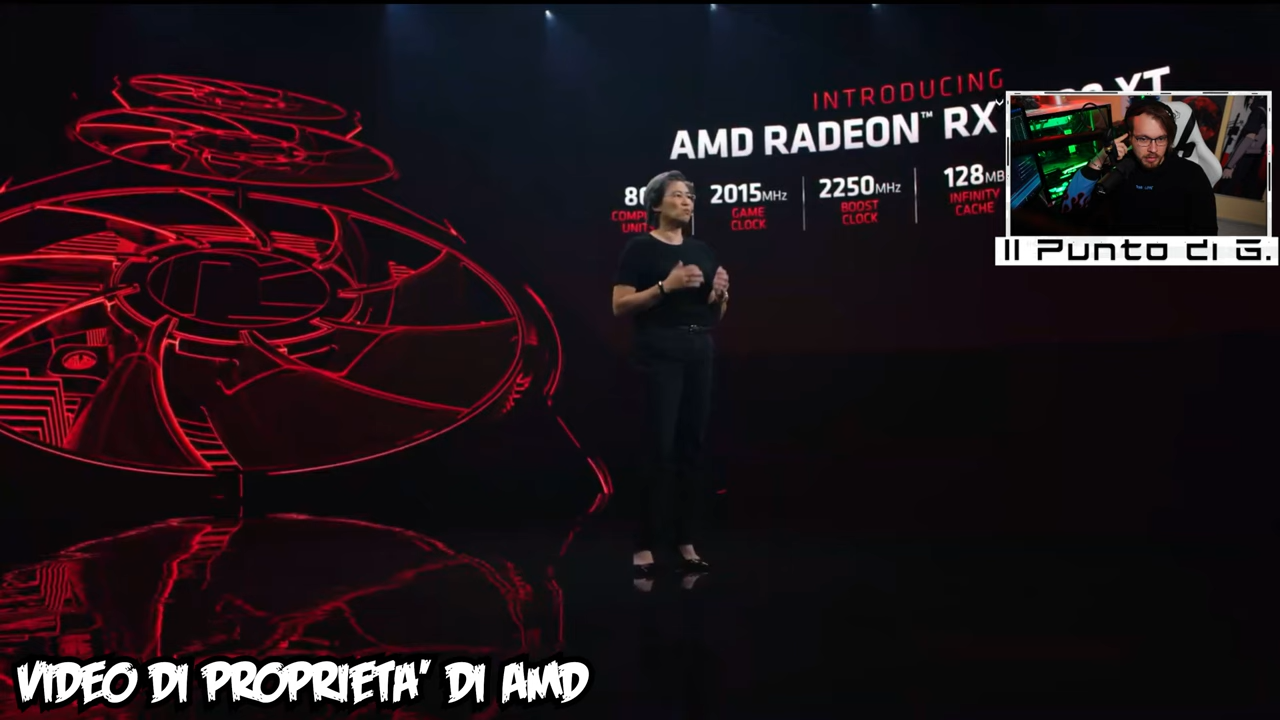 INTRODUCING
AMD RADEON™ RX XT
2015MHz
2250MHz
128MB
GAME
CLOCK
BOOST
CLOCK
INFINITY
CACHE
Il Punto di G.
VIDEO DI PROPRIETA' DI AMD